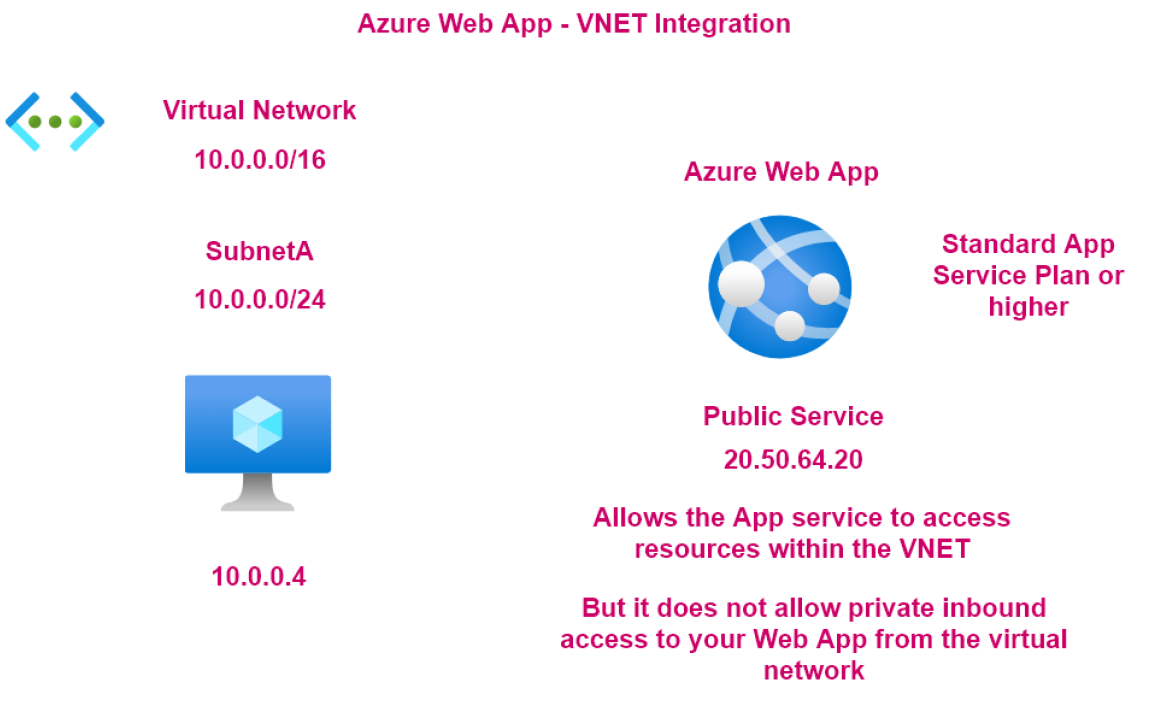 Azure Web App - VNET Integration
Virtual Network
10.0.0.0/16
SubnetA
10.0.0.0/24
10.0.0.4
Azure Web App
Standard App
Service Plan or
higher
Public Service
20.50.64.20
Allows the App service to access
resources within the VNET
But it does not allow private inbound
access to your Web App from the virtual
network